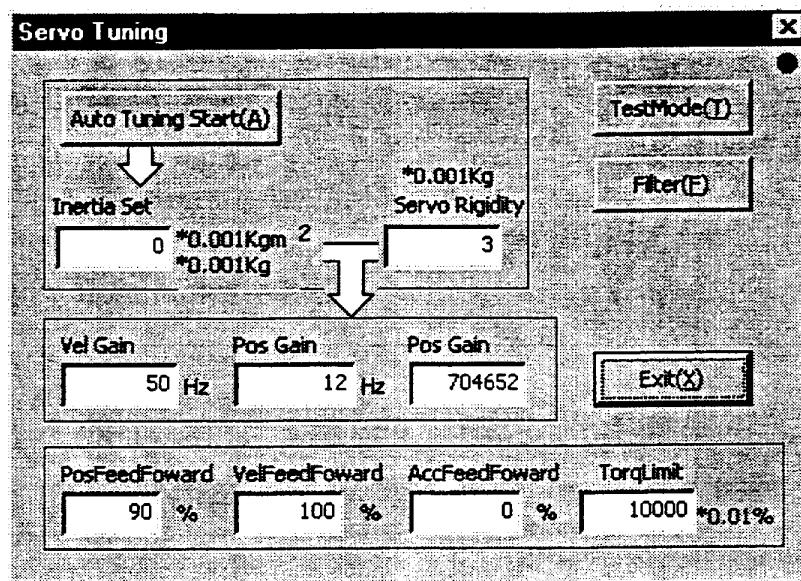 Servo Tuning
Auto Tuning Start(A)
TestMode(T)
Filter(F)
*0.001Kg
Inertia Set
Servo Rigidity
0 *0.001Kgm 2
*0.001Kg
3
Vel Gain Pos Gain Pos Gain
50 Hz 12 Hz 704652
Exit(X)
PosFeedFoward VelFeedFoward AccFeedFoward TorqLimit
90 % 100 % 0 % 10000 *0.01%